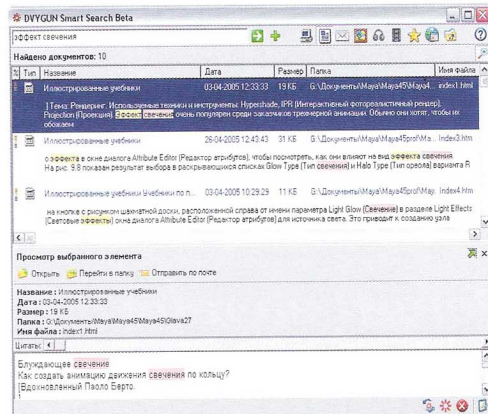 DVYGUN Smart Search Beta
эффект свечения
Найдено документов: 10
% Тип Название Дата Размер Папка Имя файла
Иллюстрированные учебники 03-04-2005 12:33:33 19 КБ G:\Документы\Maya\Maya45\Maya4... index1.html
] Тема: Рендеринг. Используемые техники и инструменты: Hypershade, IPR (Интерактивный фотореалистичный рендер),
Projection (Проекция). Эффект свечения очень популярен среди заказчиков трехмерной анимации. Обычно они хотят, чтобы их
обожаем
Иллюстрированные учебники 26-04-2005 12:43:43 31 КБ G:\Документы\Maya\Maya45prof\Ma... Index3.htm
о эффекта в окне диалога Attribute Editor (Редактор атрибутов), чтобы посмотреть, как они влияют на вид эффекта свечения.
На рис. 9.8 показан результат выбора в раскрывающихся списках Glow Type (Тип свечения) и Halo Type (Тип ореола) варианта R
Иллюстрированные учебники Учебники по п... 03-04-2005 10:29:29 11 КБ G:\Документы\Maya\Maya45prof\May... Index4.htm
на кнопке с рисунком шахматной доски, расположенной справа от имени параметра Light Glow (Свечение) в разделе Light Effects
(Световые эффекты) окна диалога Attribute Editor (Редактор атрибутов) для источника света. Это приводит к созданию узла
Просмотр выбранного элемента
Открыть Перейти в папку Отправить по почте
Название : Иллюстрированные учебники
Дата : 03-04-2005 12:33:33
Размер : 19 КБ
Папка : G:\Документы\Maya\Maya45\Maya45\Glava27
Имя файла : index1.html
Цитаты:
Блуждающее свечение
Как создать анимацию движения свечения по кольцу?
[Вдохновленный Паоло Берто.